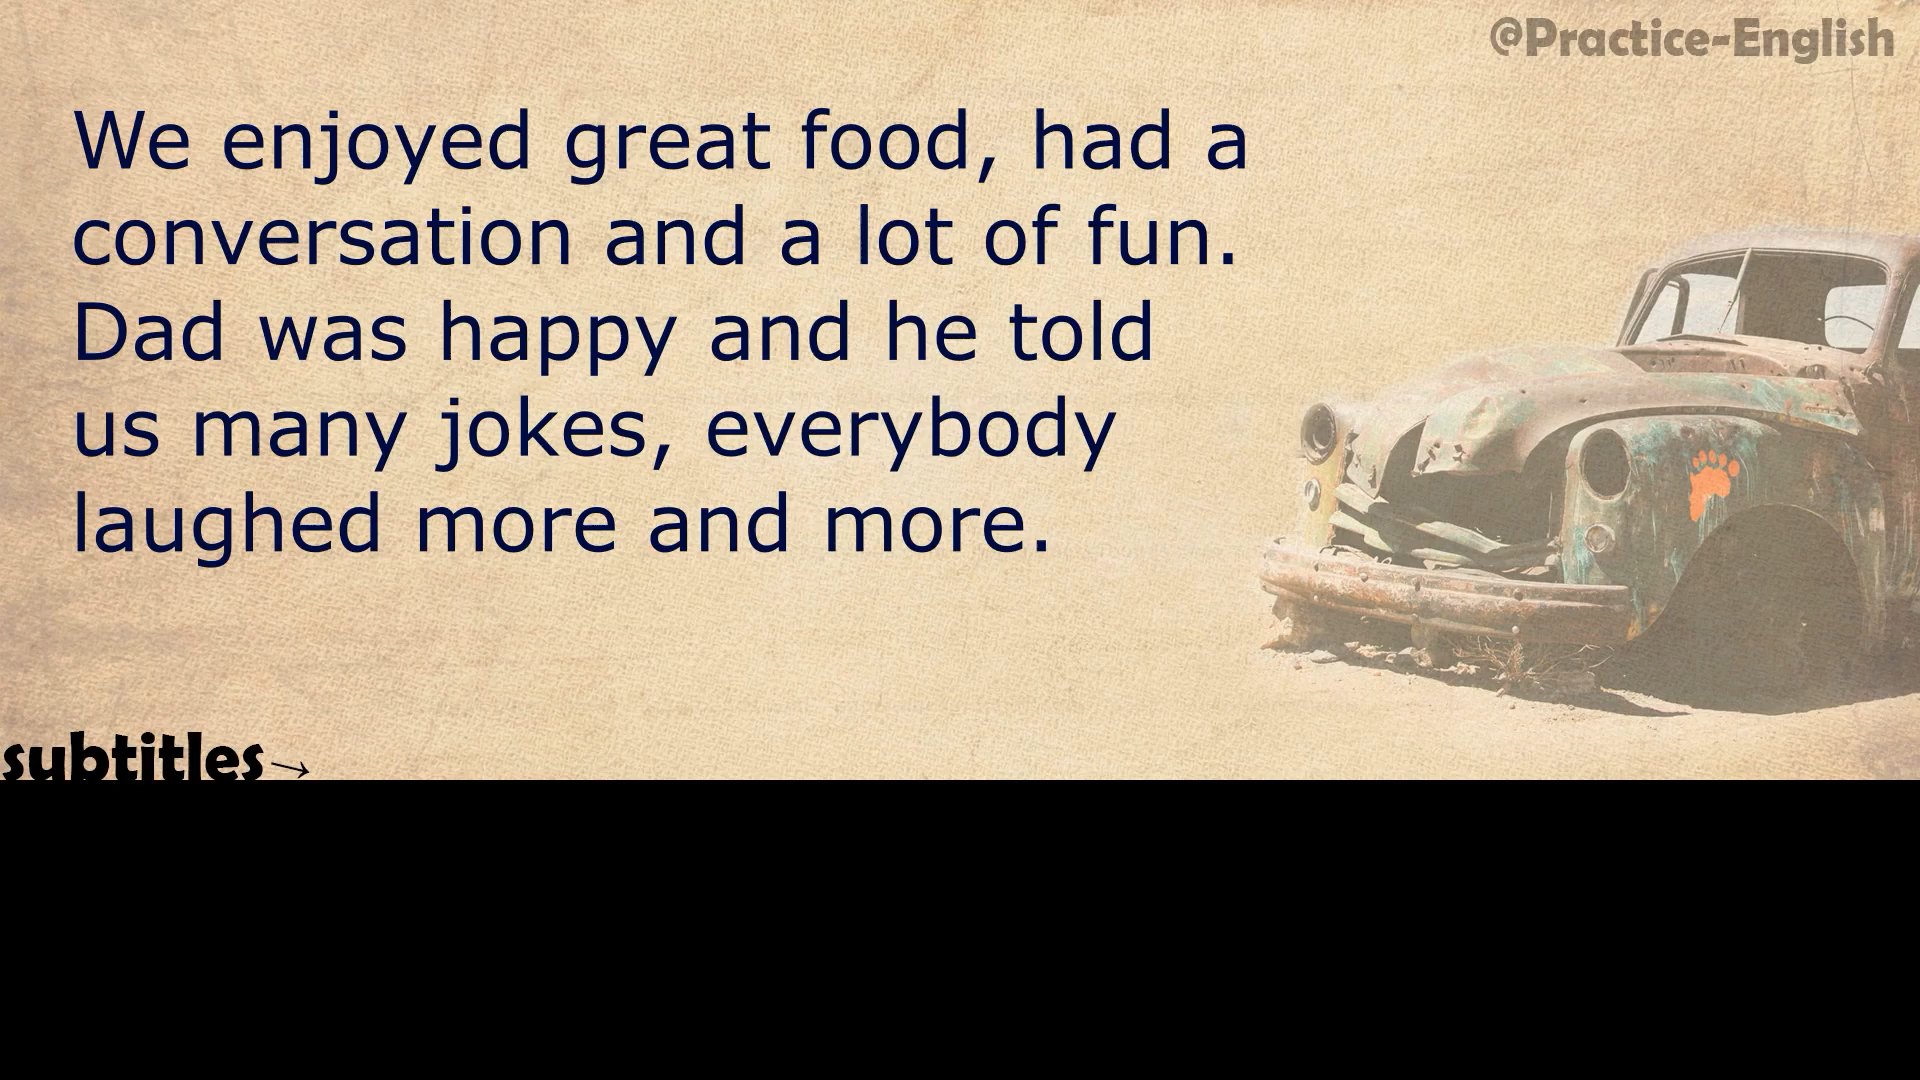 @Practice-English
We enjoyed great food, had a
conversation and a lot of fun.
Dad was happy and he told
us many jokes, everybody
laughed more and more.
subtitles→